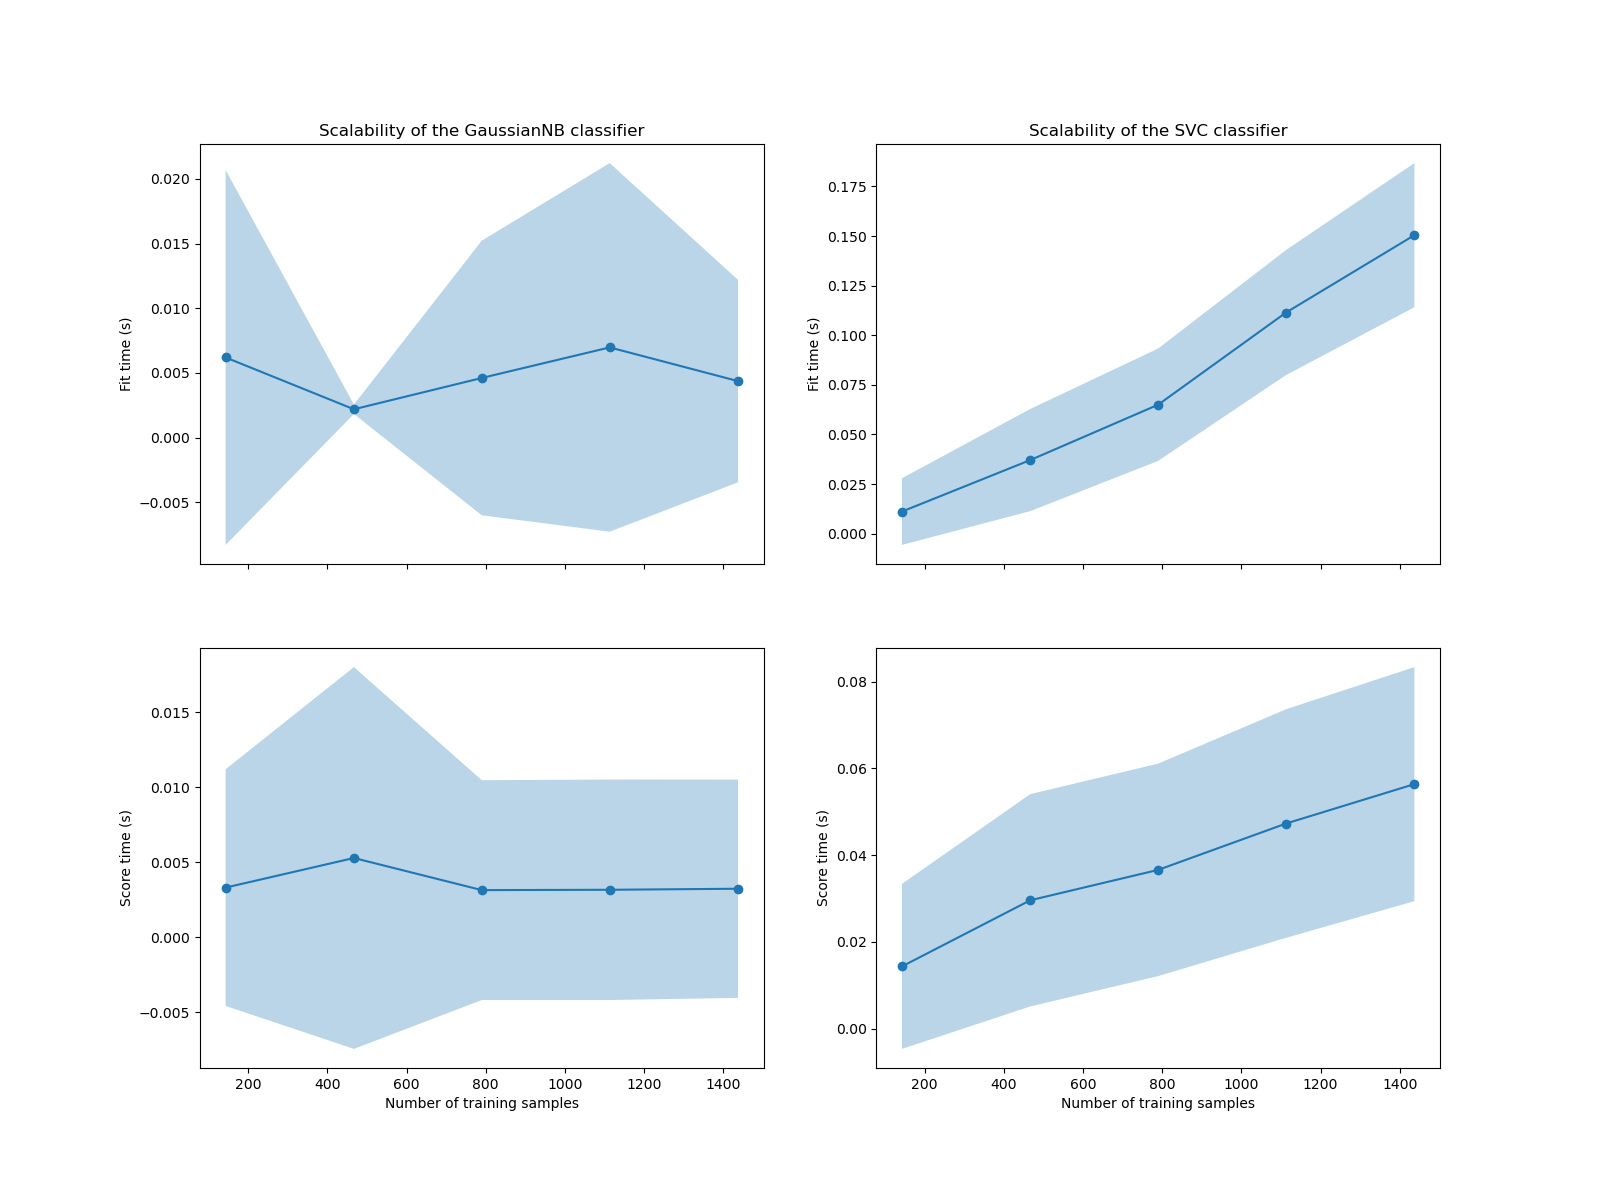 Scalability of the GaussianNB classifier
Scalability of the SVC classifier
0.020
0.015
0.010
0.005
0.000
−0.005
Fit time (s)
0.175
0.150
0.125
0.100
0.075
0.050
0.025
0.000
Fit time (s)
0.015
0.010
0.005
0.000
−0.005
Score time (s)
200 400 600 800 1000 1200 1400
Number of training samples
0.08
0.06
0.04
0.02
0.00
Score time (s)
200 400 600 800 1000 1200 1400
Number of training samples